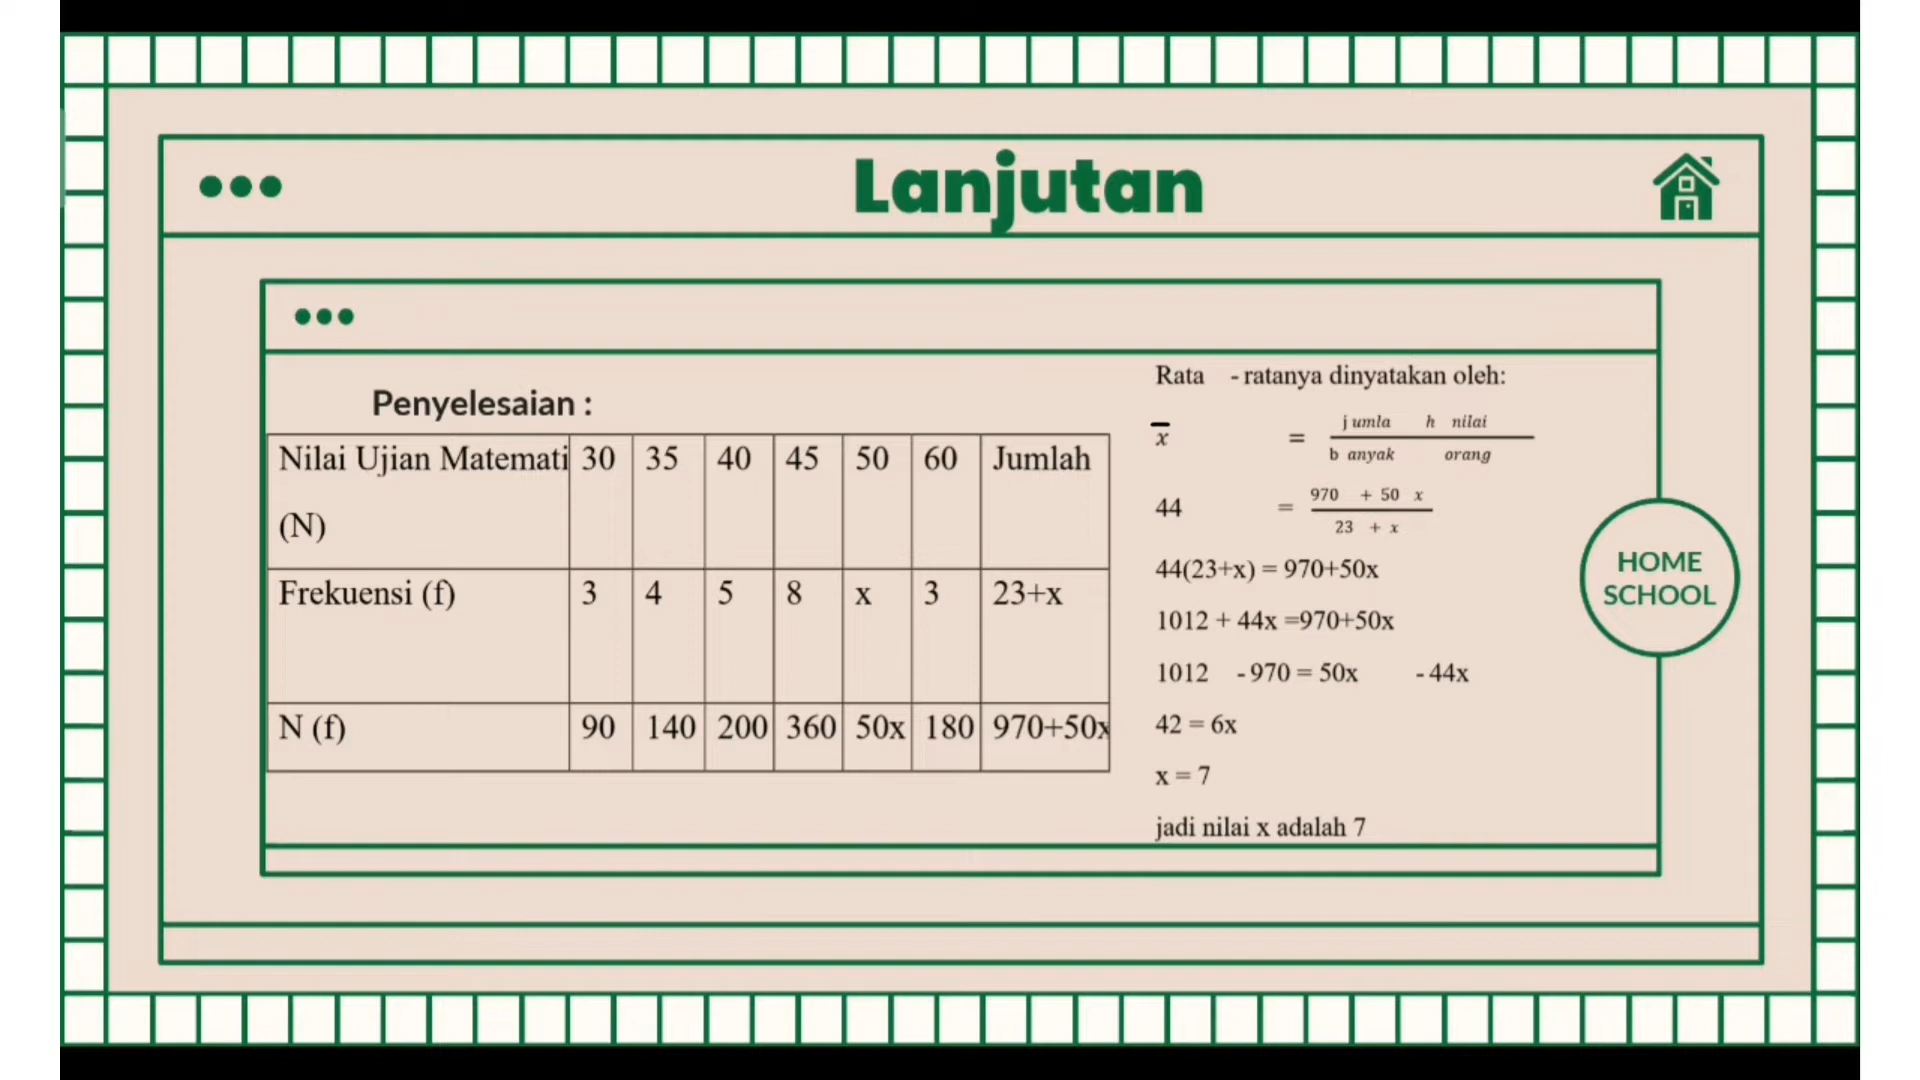 Lanjutan
Penyelesaian :
Nilai Ujian Matemati 30 35 40 45 50 60 Jumlah
(N)
Frekuensi (f) 3 4 5 8 x 3 23+x
N (f) 90 140 200 360 50x 180 970+50x
Rata - ratanya dinyatakan oleh:
x̅ = jumlah nilai / banyak orang
44 = 970 + 50 x / 23 + x
44(23+x) = 970+50x
1012 + 44x =970+50x
1012 - 970 = 50x - 44x
42 = 6x
x = 7
jadi nilai x adalah 7
HOME
SCHOOL